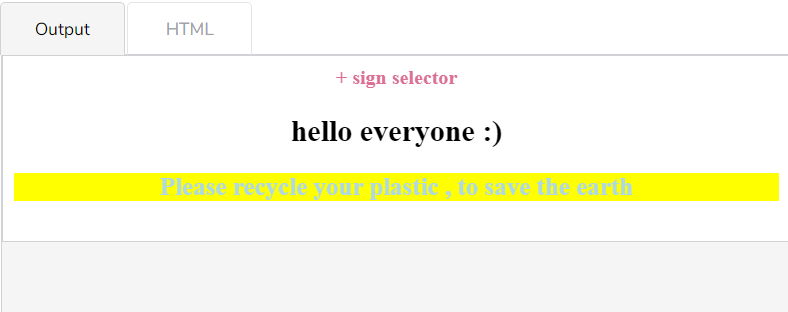 Output HTML
+ sign selector
hello everyone :)
Please recycle your plastic , to save the earth